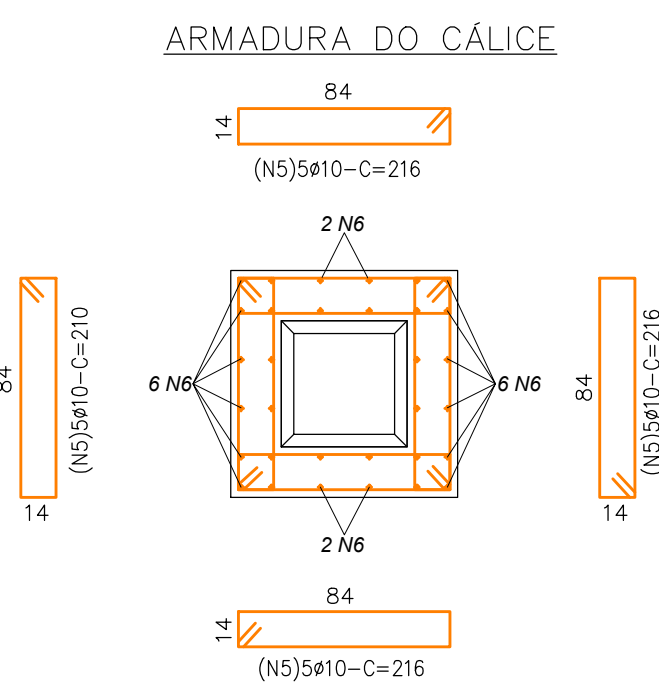 ARMADURA DO CÁLICE
84
14
(N5)5ø10-C=216
2 N6
84
(N5)5ø10-C=210
14
6 N6
6 N6
84
(N5)5ø10-C=216
14
2 N6
84
14
(N5)5ø10-C=216